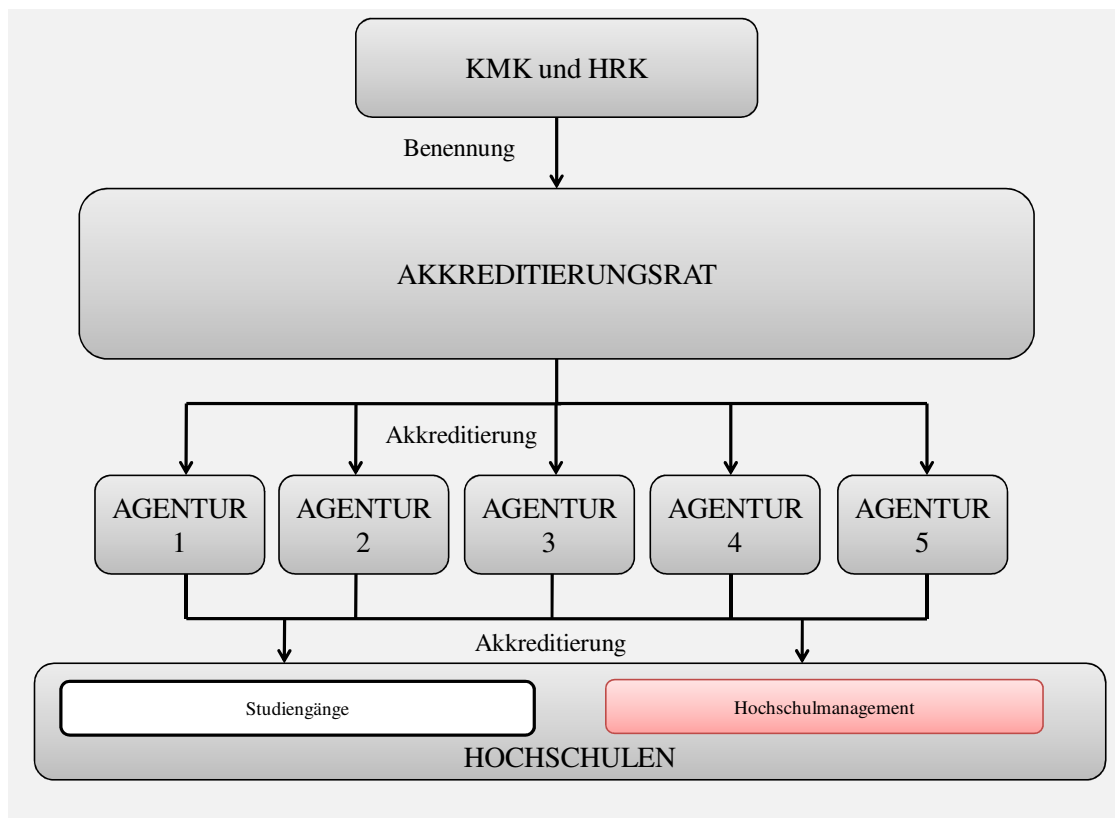 KMK und HRK
Benennung
AKKREDITIERUNGSRAT
Akkreditierung
AGENTUR
1
AGENTUR
2
AGENTUR
3
AGENTUR
4
AGENTUR
5
Akkreditierung
Studiengänge
Hochschulmanagement
HOCHSCHULEN